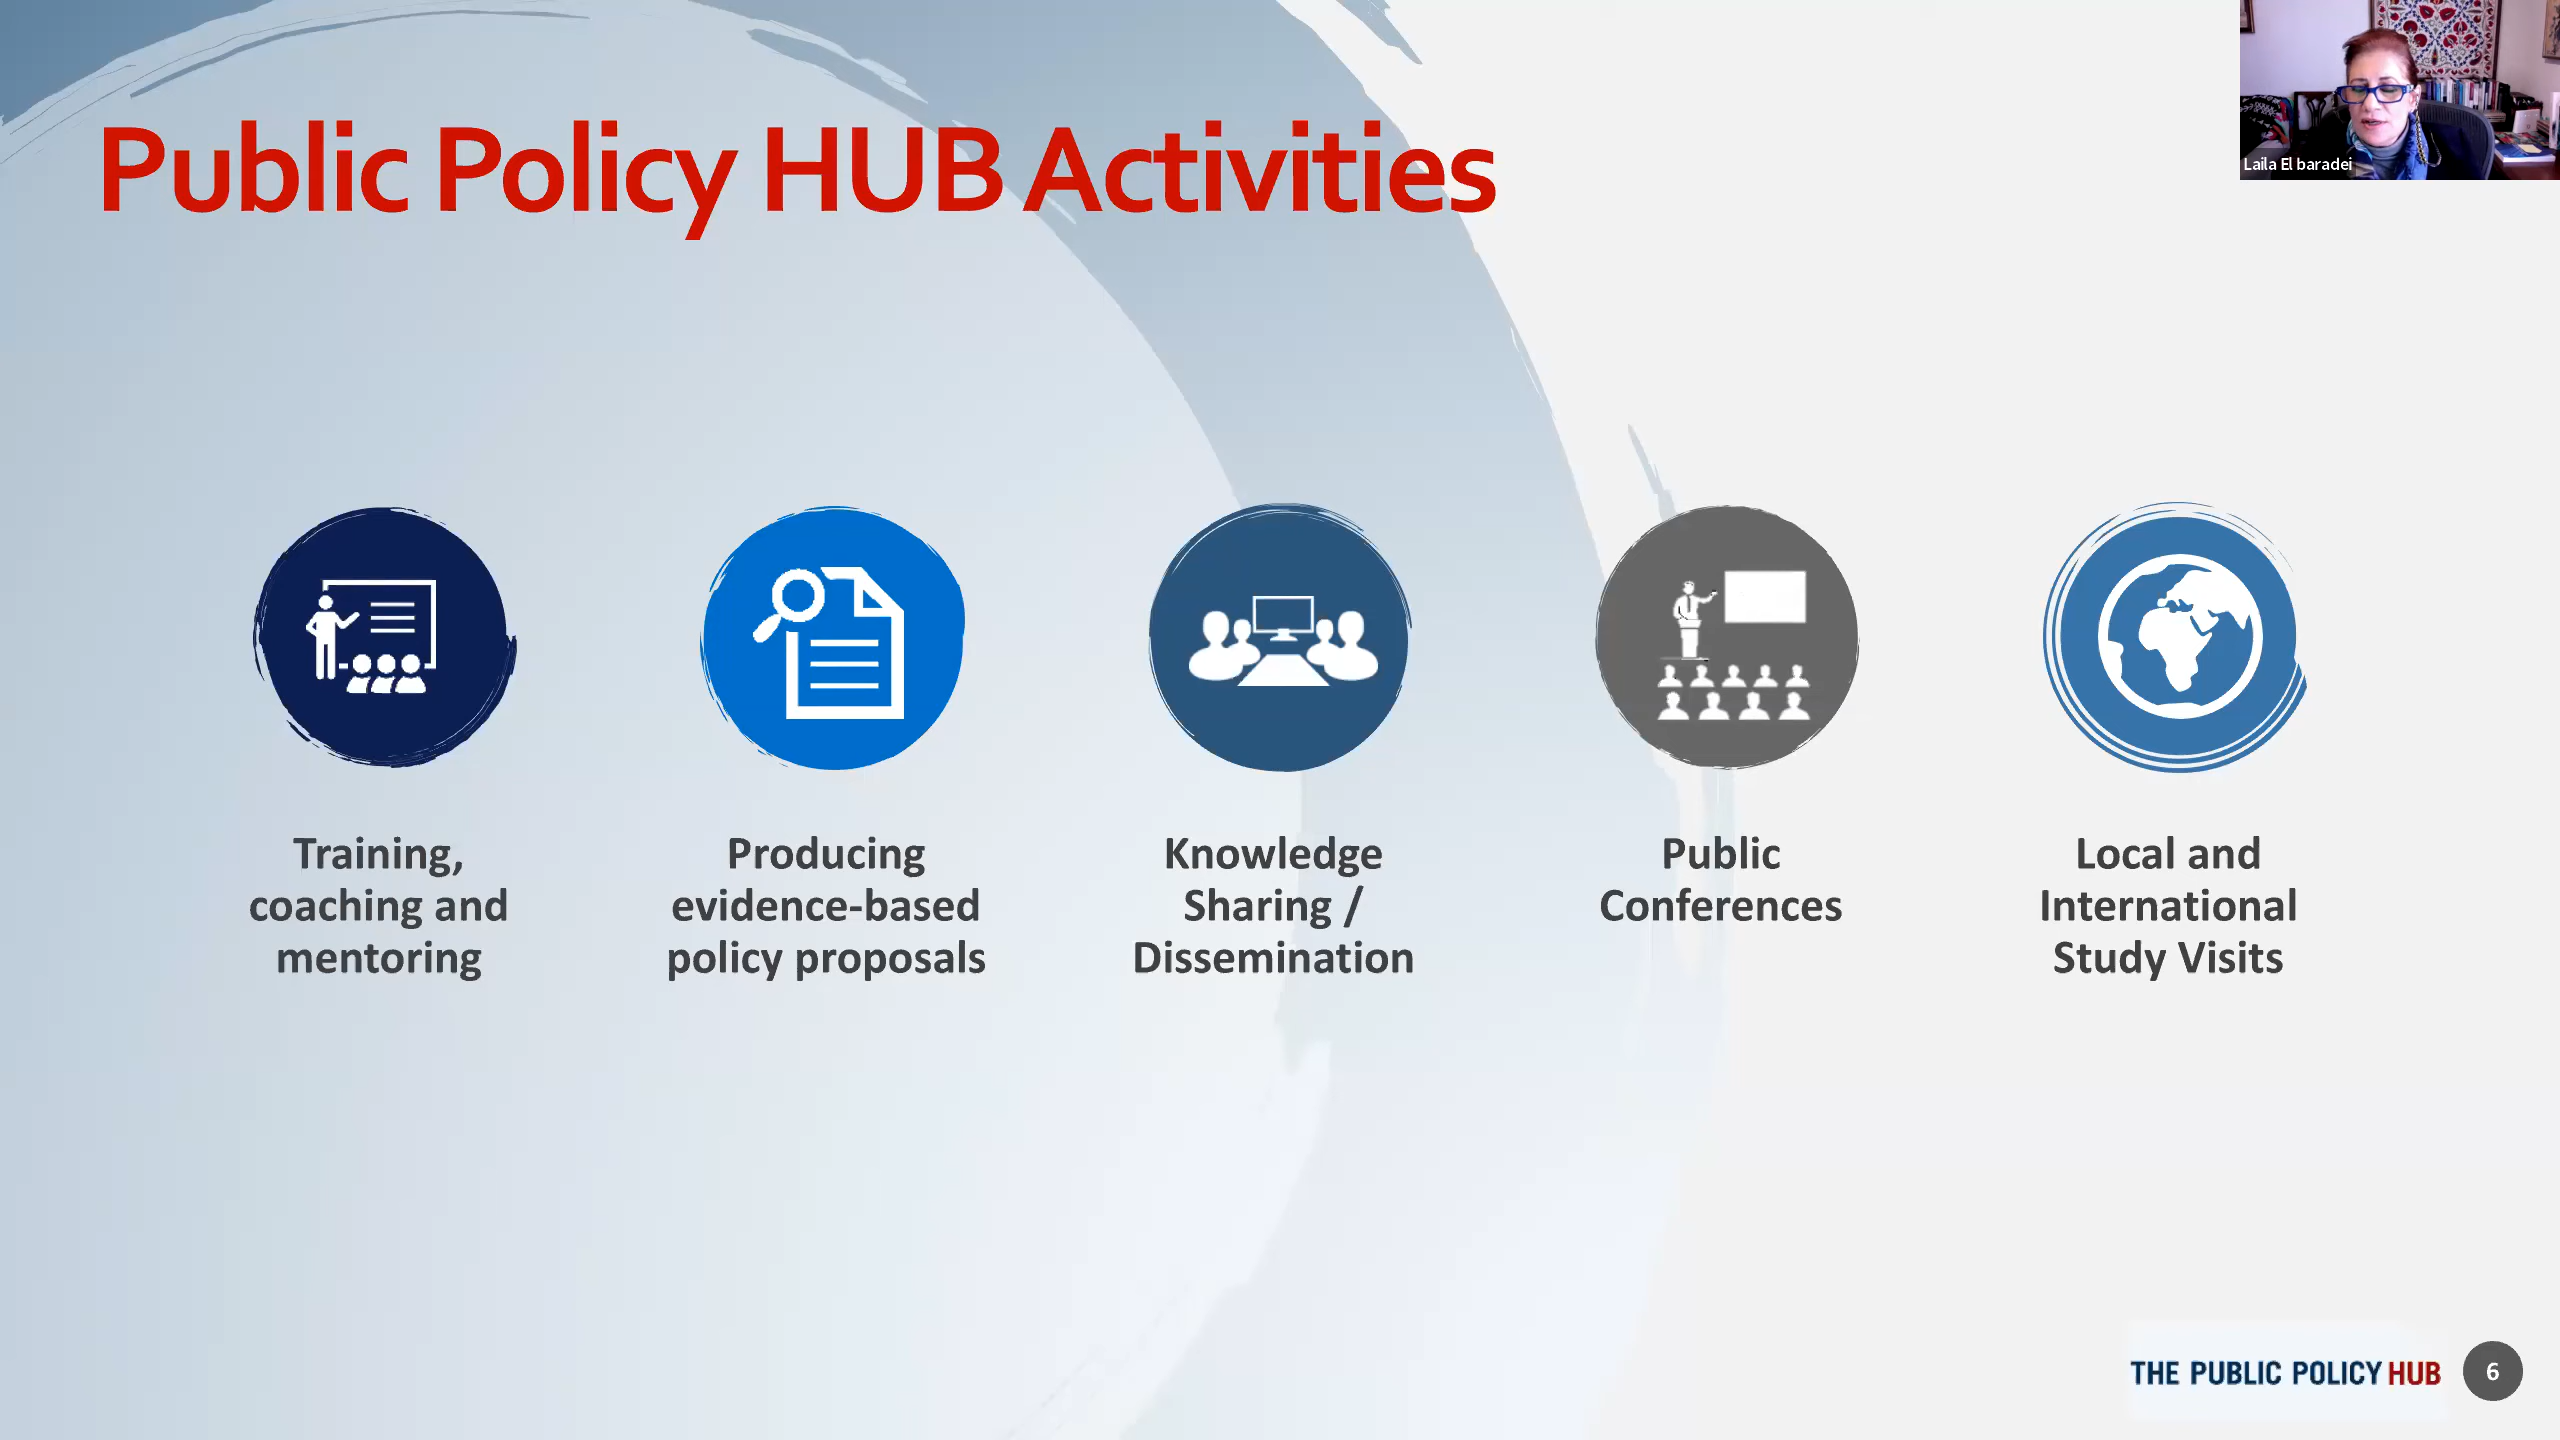 Public Policy HUB Activities
Laila El baradei
Training,
coaching and
mentoring
Producing
evidence-based
policy proposals
Knowledge
Sharing /
Dissemination
Public
Conferences
Local and
International
Study Visits
THE PUBLIC POLICY HUB
6